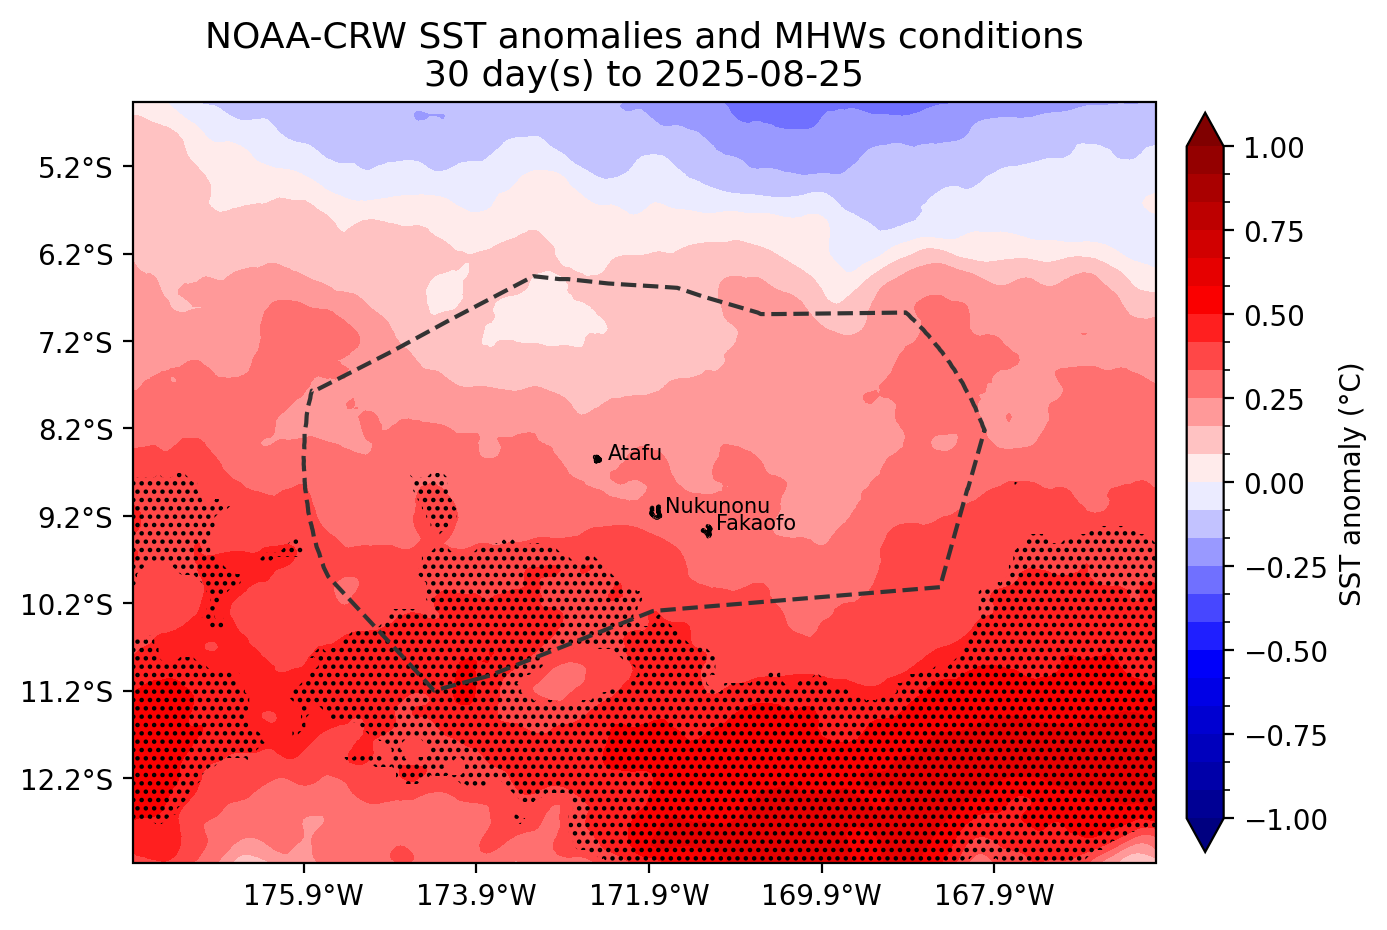 NOAA-CRW SST anomalies and MHWs conditions
30 day(s) to 2025-08-25
5.2°S
6.2°S
7.2°S
8.2°S
9.2°S
10.2°S
11.2°S
12.2°S
Atafu
Nukunonu
Fakaofo
175.9°W
173.9°W
171.9°W
169.9°W
167.9°W
1.00
0.75
0.50
0.25
0.00
−0.25
−0.50
−0.75
−1.00
SST anomaly (°C)